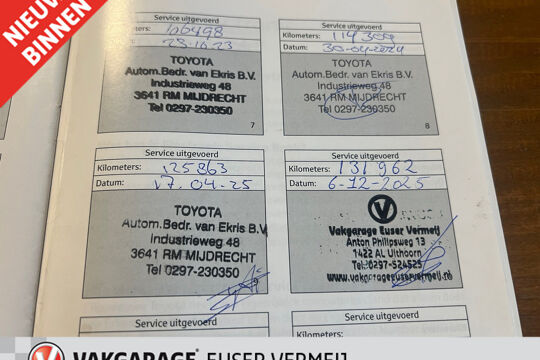 NIEUW
BINNEN
Service uitgevoerd
106498
Datum: 23.10.23
TOYOTA
Autom.Bedr. van Ekris B.V.
Industrieweg 48
3641 RM MIJDRECHT
Tel 0297-230350
7
Service uitgevoerd
Kilometers: 114300
Datum: 30-04-2024
TOYOTA
Autom.Bedr. van Ekris B.V.
Industrieweg 48
3641 RM MIJDRECHT
Tel 0297-230350
8
Service uitgevoerd
Kilometers: 125863
Datum: 17.04-25
TOYOTA
Autom.Bedr. van Ekris B.V.
Industrieweg 48
3641 RM MIJDRECHT
Tel 0297-230350
Service uitgevoerd
Kilometers: 131962
Datum: 6-12-2025
Vakgarage Euser Vermeij
Anton Philipsweg 13
1422 AL Uithoorn
Tel.:0297-524525
www.vakgarageeuservermeij.nl
Service uitgevoerd
Service uitgevoerd
Kilometers:
VAKGARAGE EUSER VERMEIJ